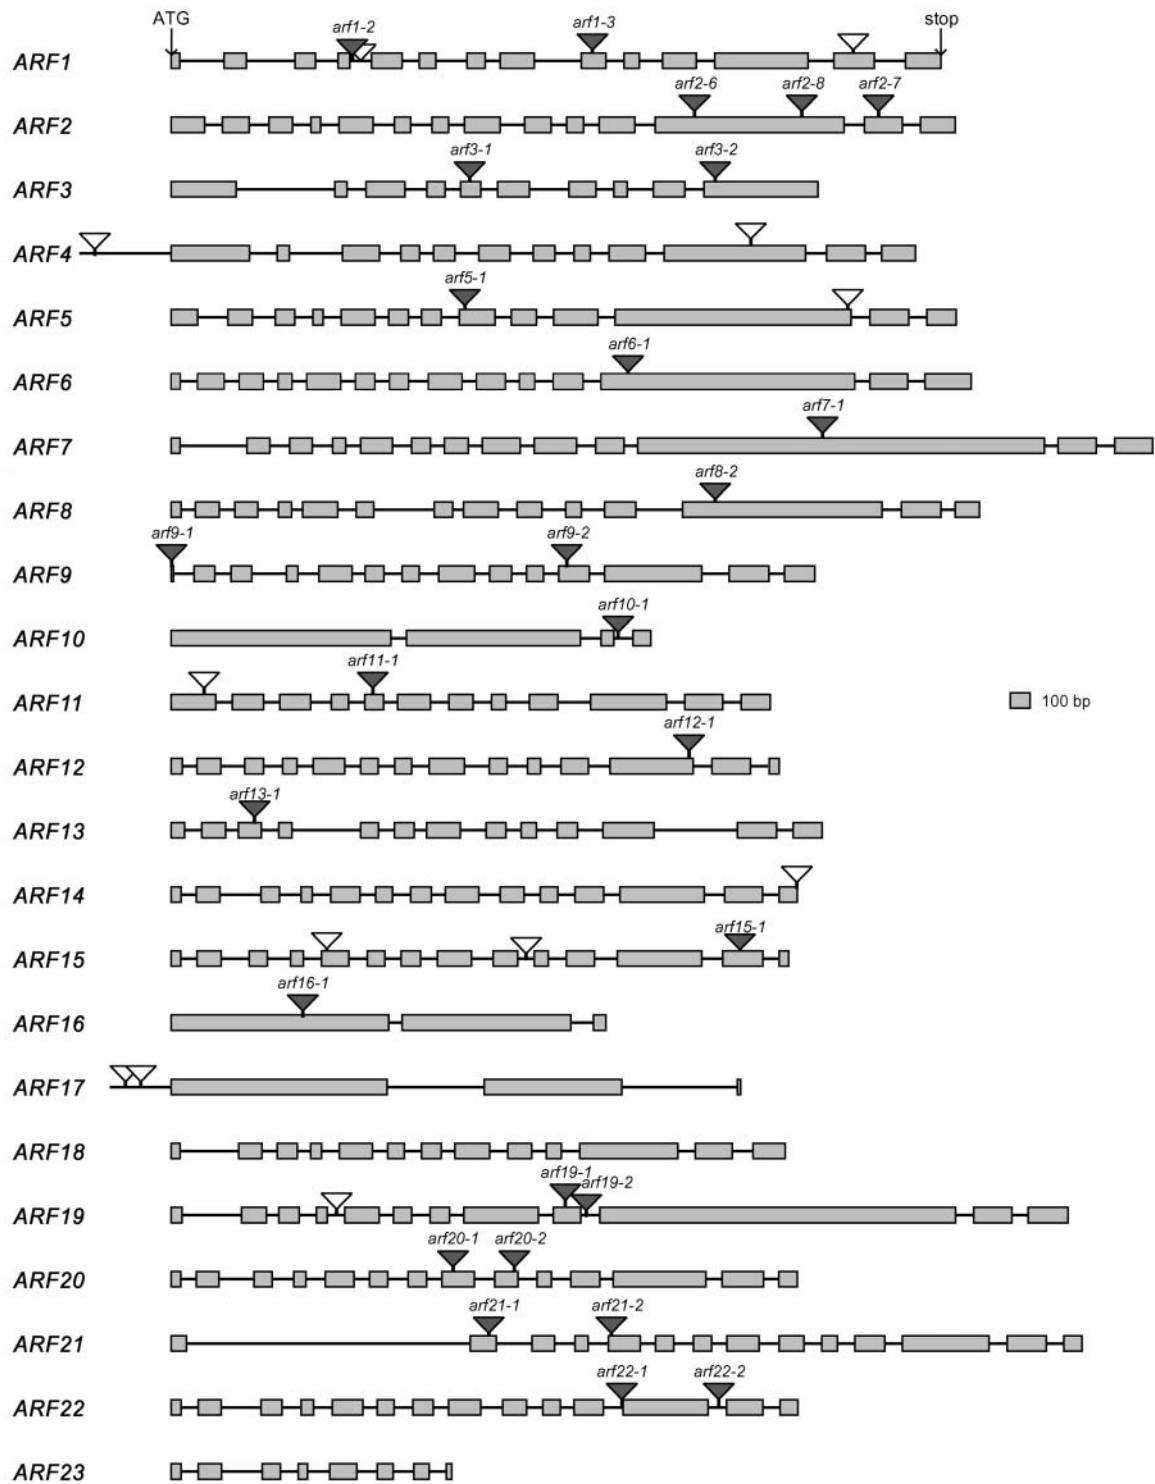 ATG stop
arf1-2 arf1-3
ARF1
arf2-6 arf2-8 arf2-7
ARF2
arf3-1 arf3-2
ARF3
ARF4
arf5-1
ARF5
arf6-1
ARF6
arf7-1
ARF7
arf8-2
ARF8
arf9-1 arf9-2
ARF9
arf10-1
ARF10
arf11-1
ARF11 100 bp
arf12-1
ARF12
arf13-1
ARF13
ARF14
arf15-1
ARF15
arf16-1
ARF16
ARF17
ARF18
arf19-1 arf19-2
ARF19
arf20-1 arf20-2
ARF20
arf21-1 arf21-2
ARF21
arf22-1 arf22-2
ARF22
ARF23